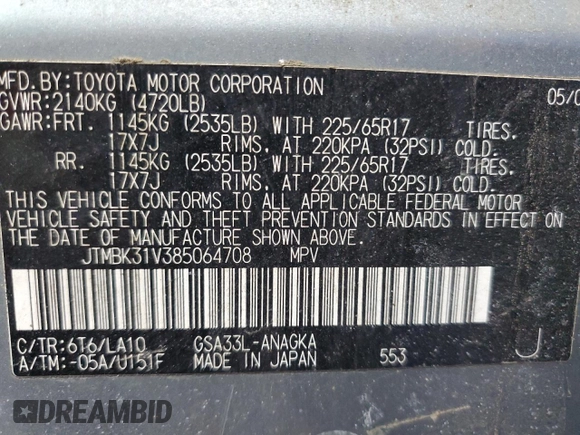 MFD. BY: TOYOTA MOTOR CORPORATION
GVWR: 2140KG (4720LB) 05/0
GAWR: FRT. 1145KG (2535LB) WITH 225/65R17 TIRES.
17X7J RIMS. AT 220KPA (32PSI) COLD.
RR. 1145KG (2535LB) WITH 225/65R17 TIRES.
17X7J RIMS. AT 220KPA (32PSI) COLD.
THIS VEHICLE CONFORMS TO ALL APPLICABLE FEDERAL MOTOR
VEHICLE SAFETY AND THEFT PREVENTION STANDARDS IN EFFECT ON
THE DATE OF MANUFACTURE SHOWN ABOVE.
JTMBK31V385064708 MPV
C/TR: 6T6/LA10 GSA33L-ANAGKA
A/TM: -05A/U151F MADE IN JAPAN 553 J
DREAMBID